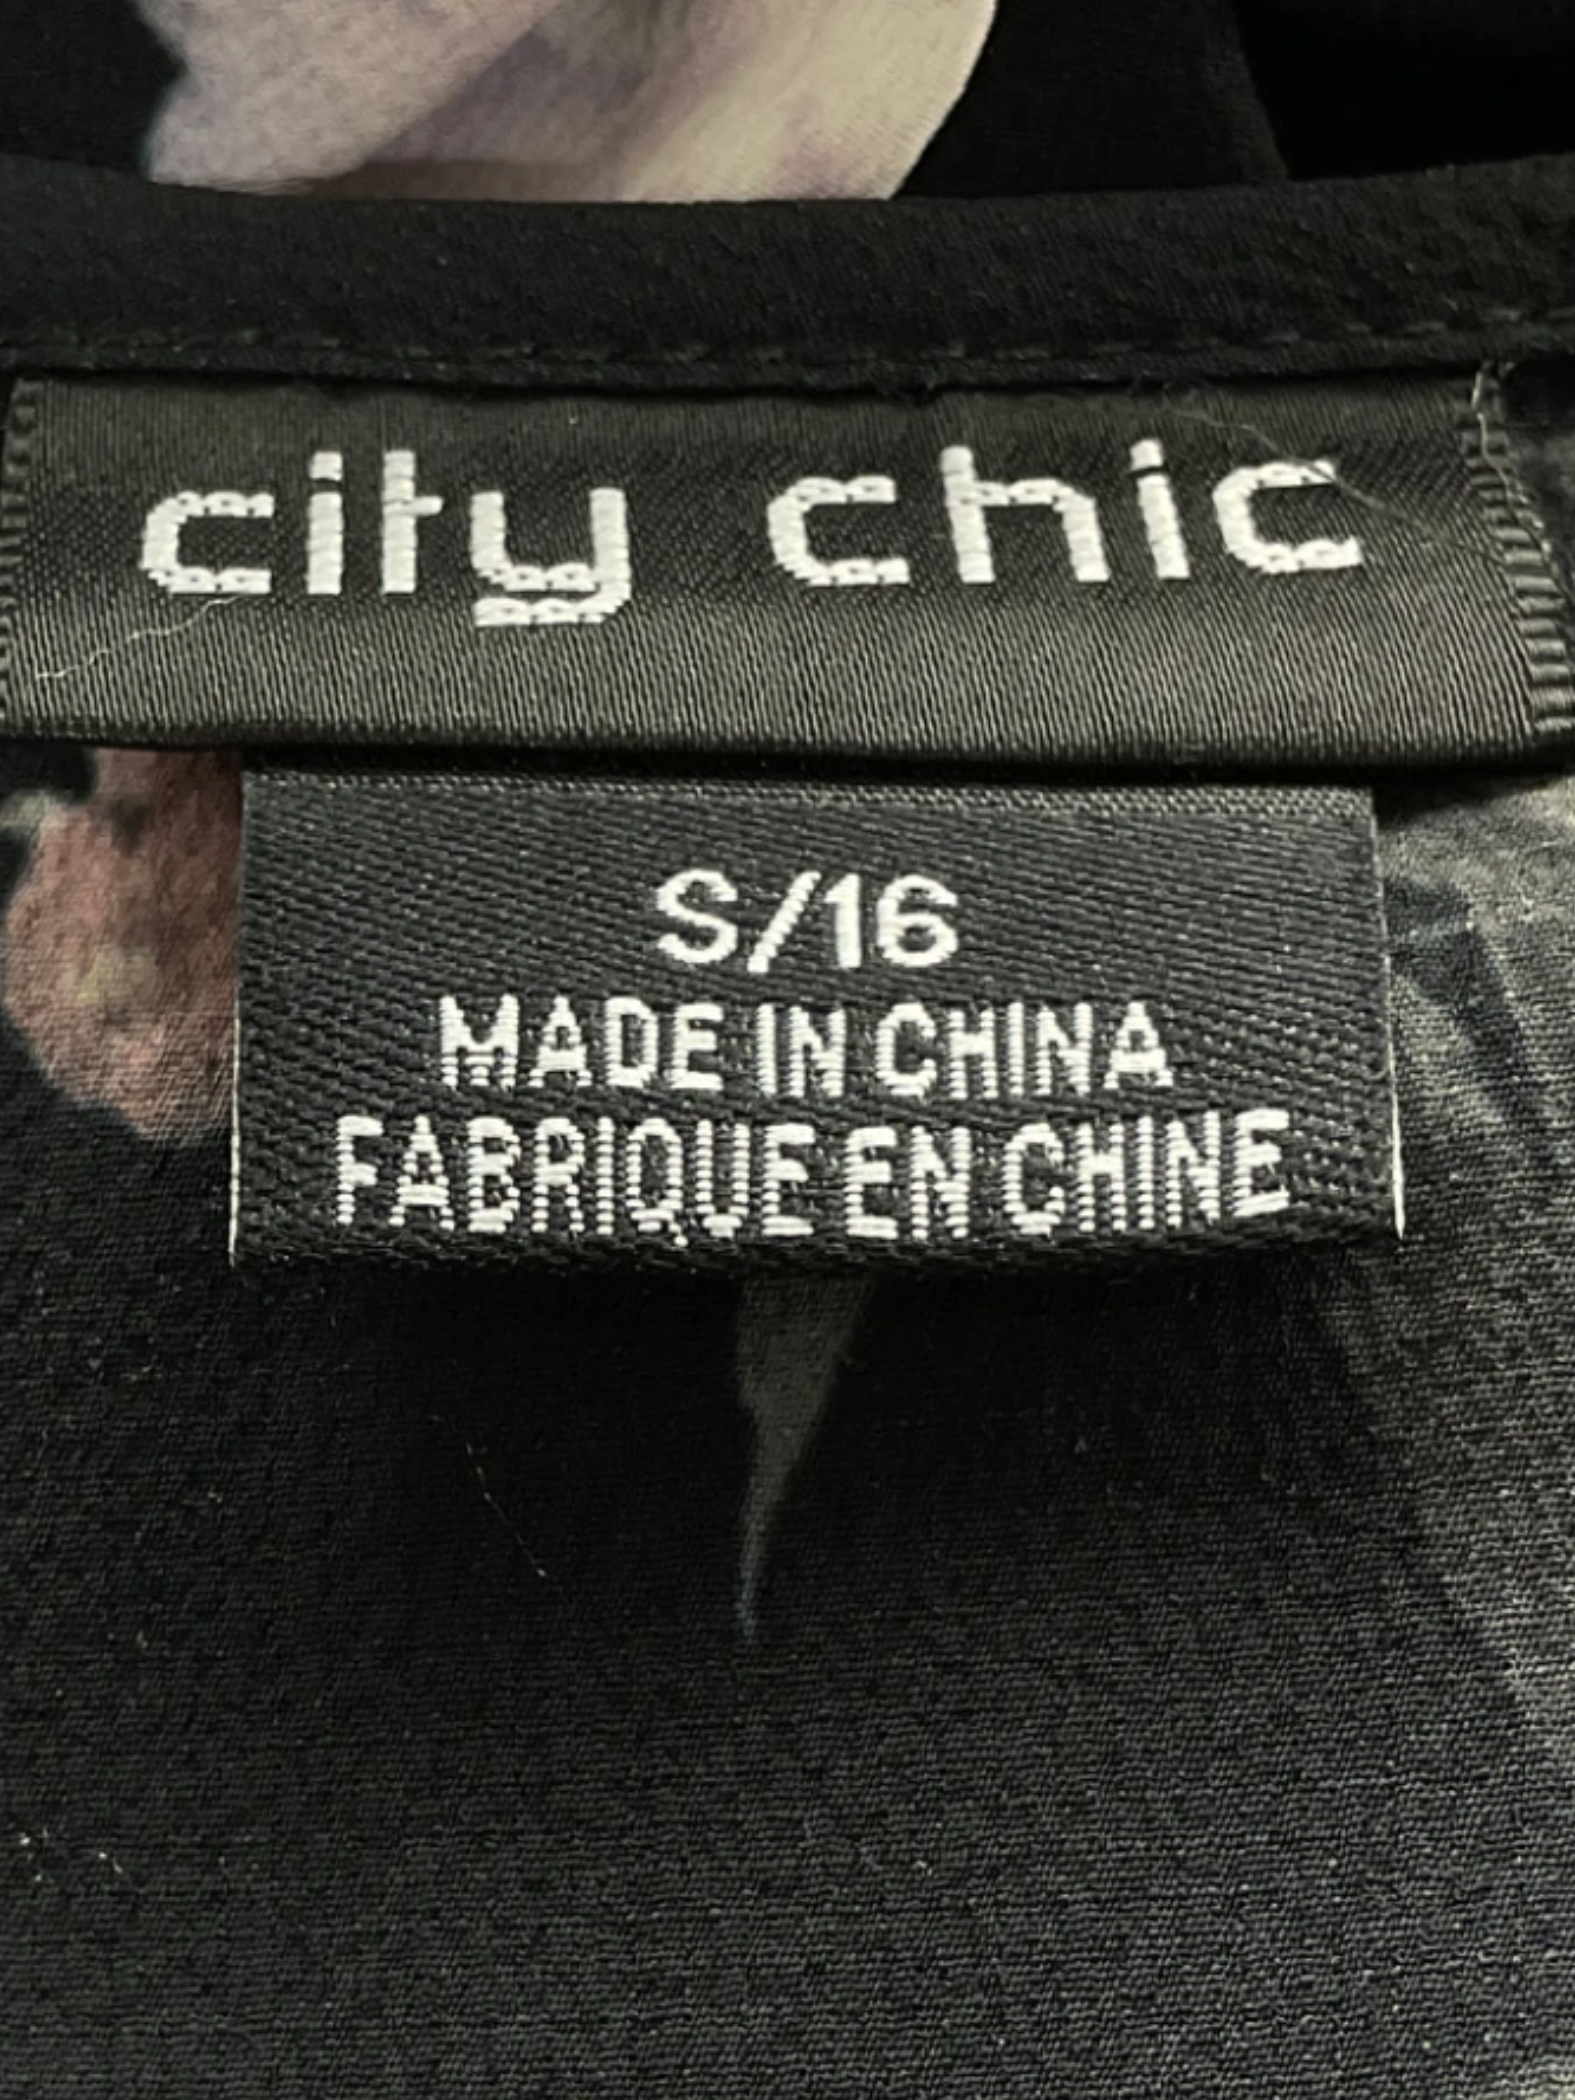 city chic
S/16
MADE IN CHINA
FABRIQUE EN CHINE